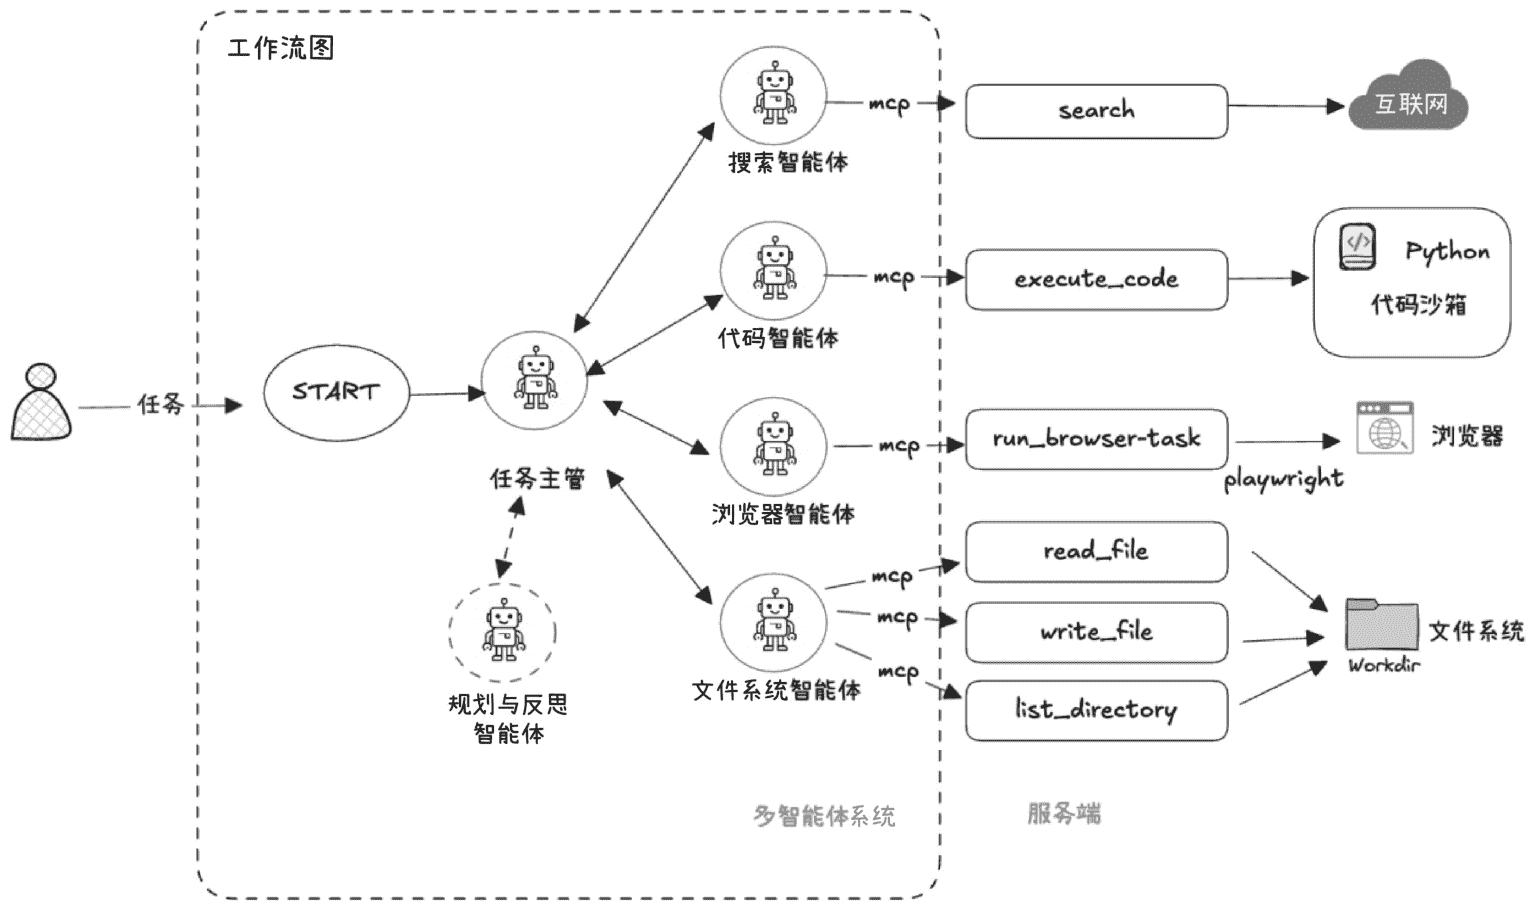 工作流图
mcp
search
互联网
搜索智能体
mcp
execute_code
Python
代码沙箱
代码智能体
任务
START
mcp
run_browser-task
浏览器
playwright
任务主管
浏览器智能体
mcp
read_file
mcp
write_file
文件系统
Workdir
mcp
list_directory
文件系统智能体
规划与反思
智能体
多智能体系统
服务端